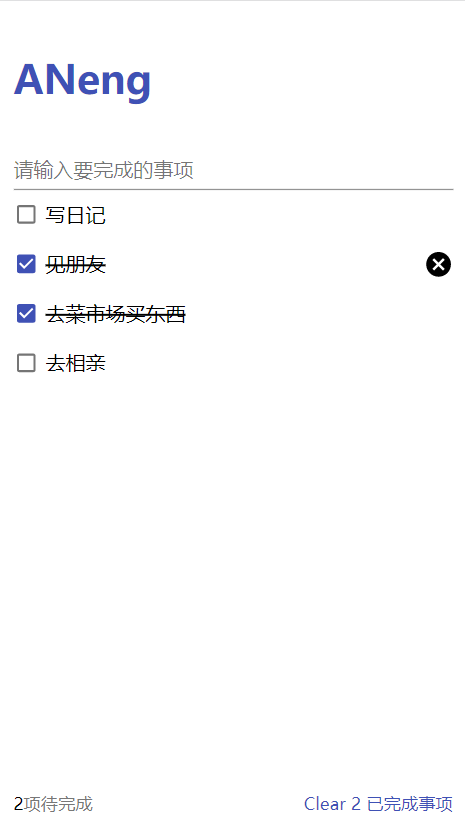 ANeng
请输入要完成的事项
写日记
见朋友
去菜市场买东西
去相亲
2项待完成
Clear 2 已完成事项